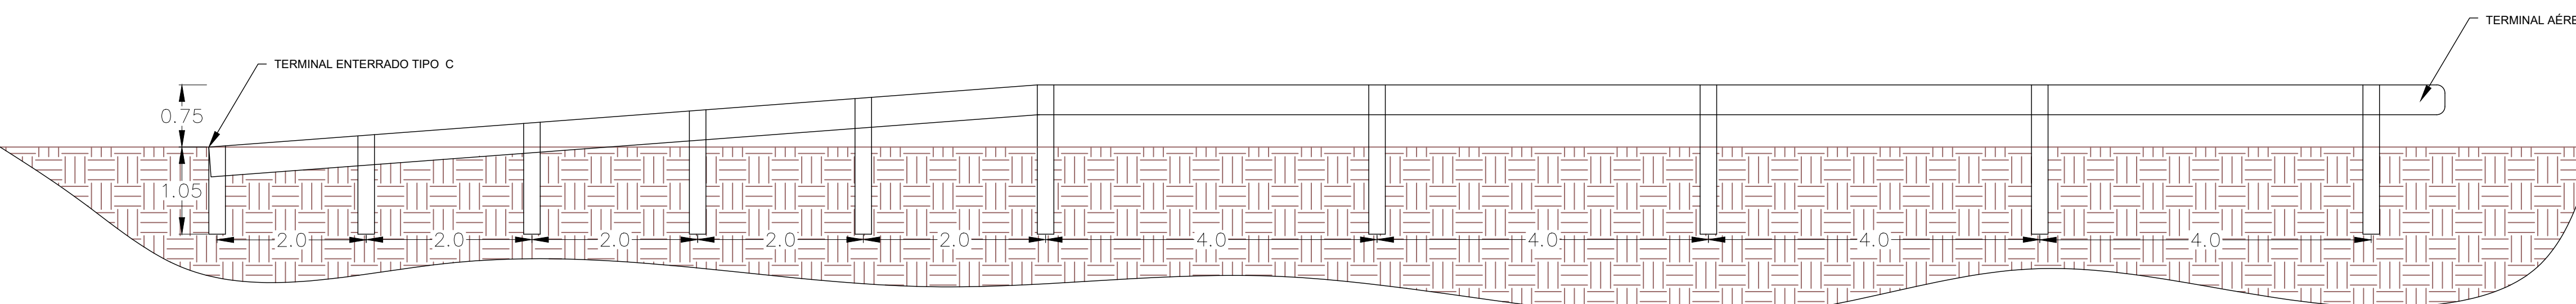 TERMINAL AÉRE
TERMINAL ENTERRADO TIPO C
0.75
1.05
2.0 2.0 2.0 2.0 2.0 4.0 4.0 4.0 4.0